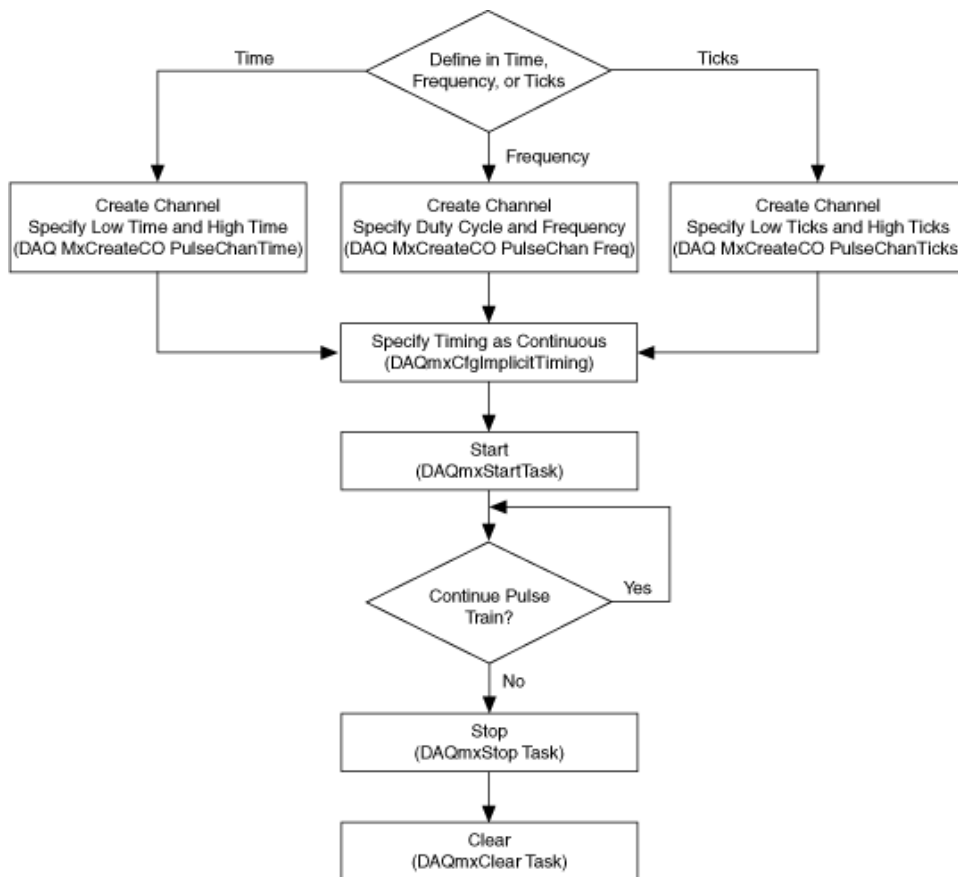 Define in Time,
Frequency, or Ticks
Time
Ticks
Frequency
Create Channel
Specify Low Time and High Time
(DAQ MxCreateCO PulseChanTime)
Create Channel
Specify Duty Cycle and Frequency
(DAQ MxCreateCO PulseChan Freq)
Create Channel
Specify Low Ticks and High Ticks
(DAQ MxCreateCO PulseChanTicks
Specify Timing as Continuous
(DAQmxCfgImplicitTiming)
Start
(DAQmxStartTask)
Continue Pulse
Train?
Yes
No
Stop
(DAQmxStop Task)
Clear
(DAQmxClear Task)